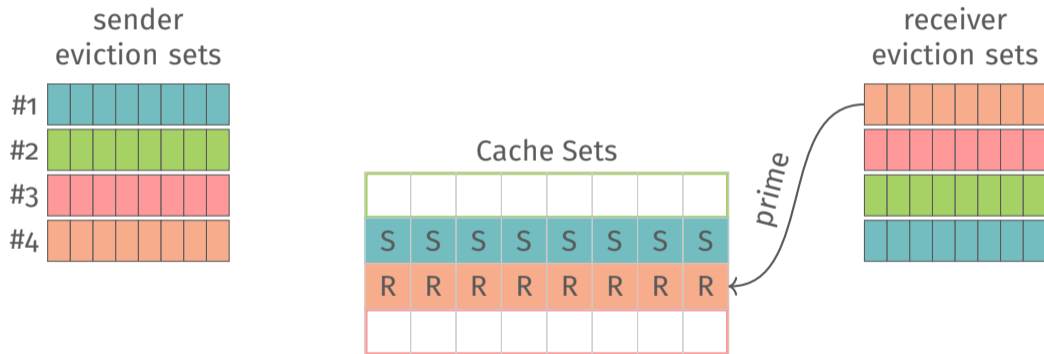 sender
eviction sets
#1
#2
#3
#4
Cache Sets
S S S S S S S S
R R R R R R R R
prime
receiver
eviction sets